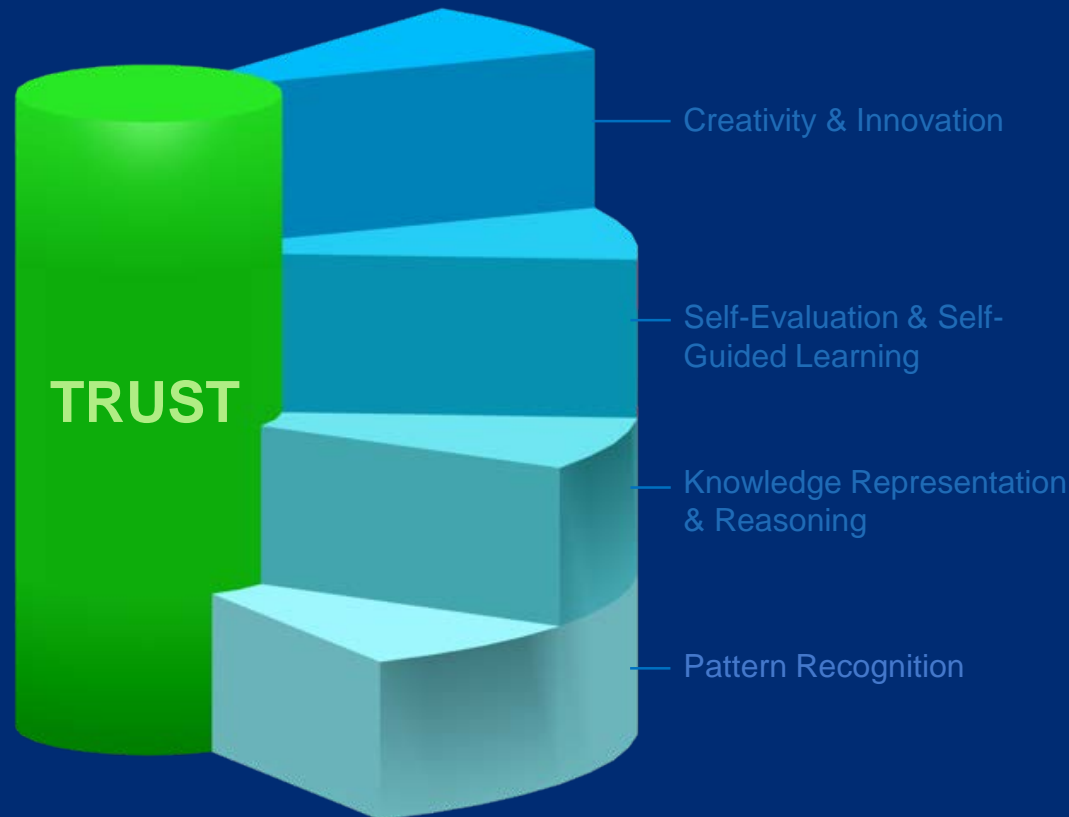 Creativity & Innovation
Self-Evaluation & Self-
Guided Learning
TRUST
Knowledge Representation
& Reasoning
Pattern Recognition